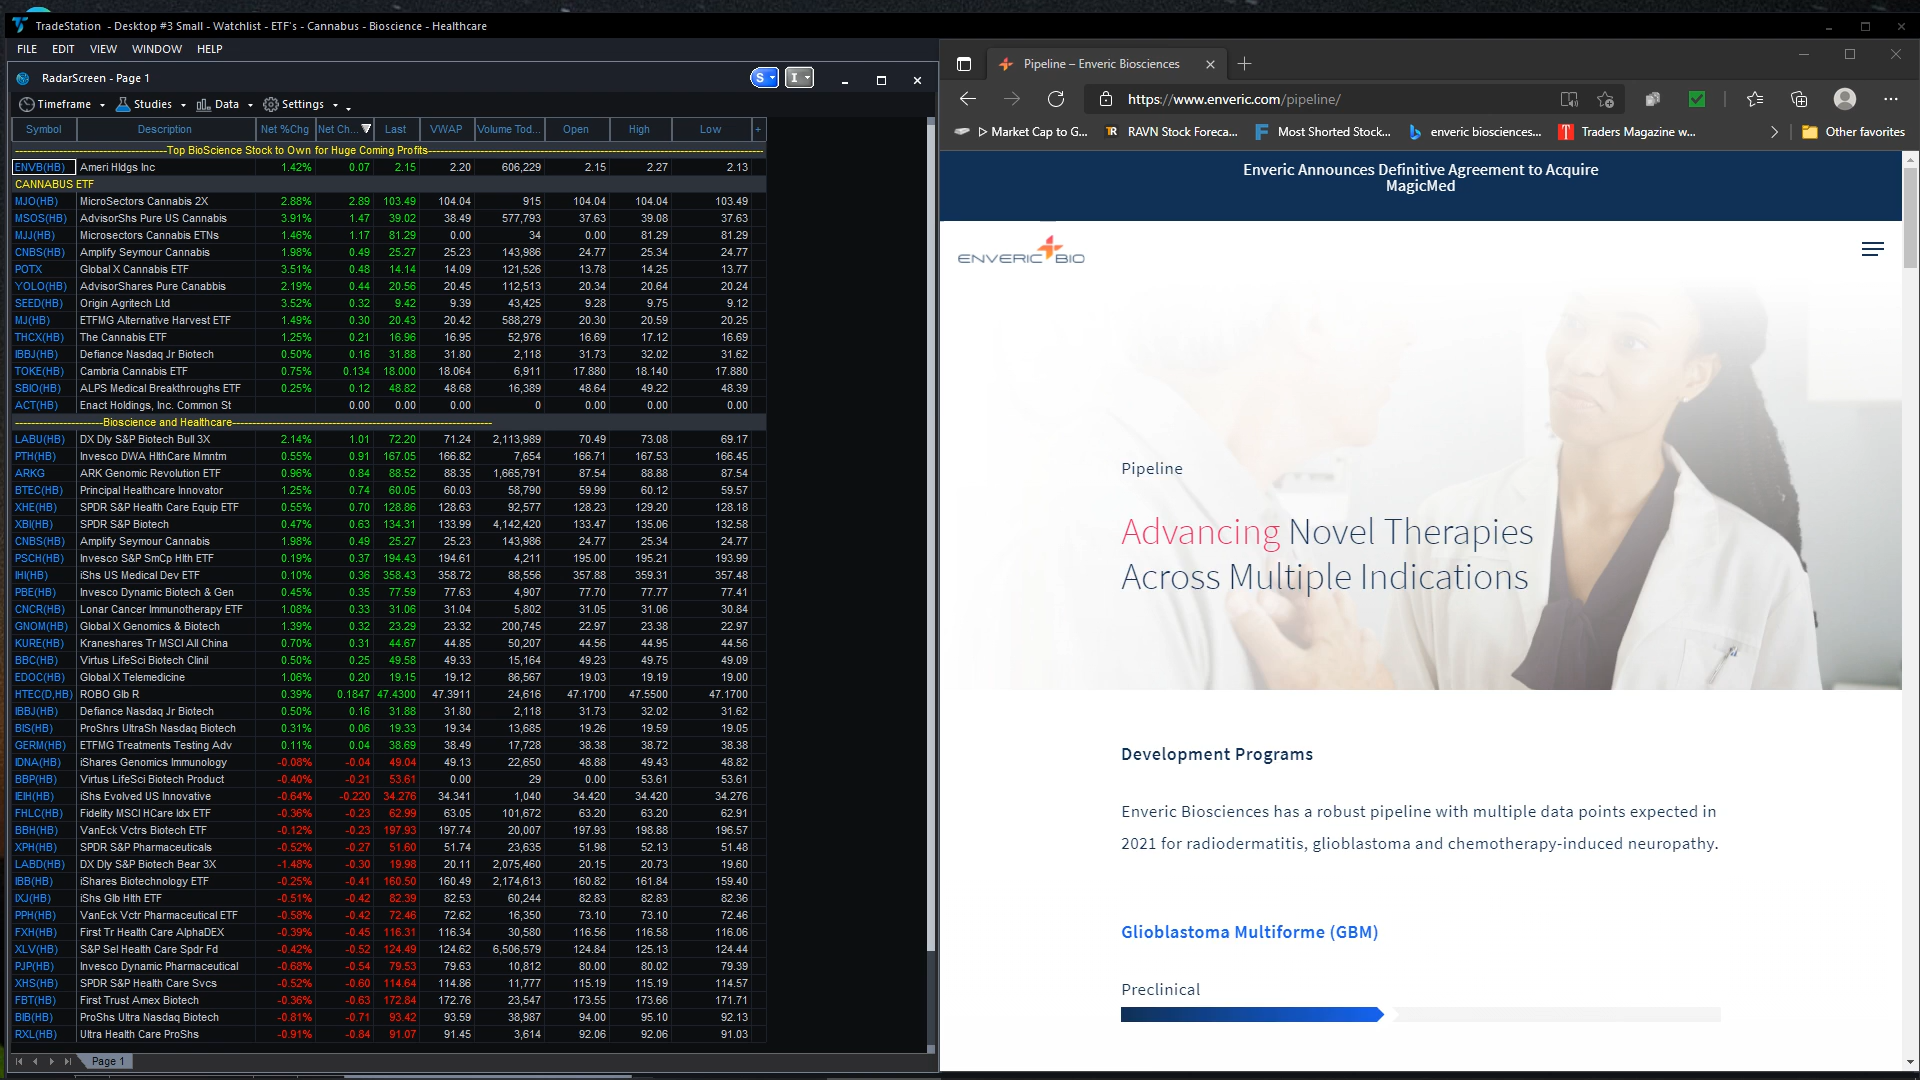 TradeStation - Desktop #3 Small - Watchlist - ETF's - Cannabus - Bioscience - Healthcare
FILE EDIT VIEW WINDOW HELP
RadarScreen - Page 1
S I
Timeframe Studies Data Settings
Symbol Description Net %Chg Net Ch... Last VWAP Volume Tod... Open High Low +
Top BioScience Stock to Own for Huge Coming Profits
ENVB(HB) Ameri Hldgs Inc 1.42% 0.07 2.15 2.20 606,229 2.15 2.27 2.13
CANNABUS ETF
MJO(HB) MicroSectors Cannabis 2X 2.88% 2.89 103.49 104.04 915 104.04 104.04 103.49
MSOS(HB) AdvisorShs Pure US Cannabis 3.91% 1.47 39.02 38.49 577,793 37.63 39.08 37.63
MJJ(HB) Microsectors Cannabis ETNs 1.46% 1.17 81.29 0.00 34 0.00 81.29 81.29
CNBS(HB) Amplify Seymour Cannabis 1.98% 0.49 25.27 25.23 143,986 24.77 25.34 24.77
POTX Global X Cannabis ETF 3.51% 0.48 14.14 14.09 121,526 13.78 14.25 13.77
YOLO(HB) AdvisorShares Pure Canabbis 2.19% 0.44 20.56 20.45 112,513 20.34 20.64 20.24
SEED(HB) Origin Agritech Ltd 3.52% 0.32 9.42 9.39 43,425 9.28 9.75 9.12
MJ(HB) ETFMG Alternative Harvest ETF 1.49% 0.30 20.43 20.42 588,279 20.30 20.59 20.25
THCX(HB) The Cannabis ETF 1.25% 0.21 16.96 16.95 52,976 16.69 17.12 16.69
IBBJ(HB) Defiance Nasdaq Jr Biotech 0.50% 0.16 31.88 31.80 2,118 31.73 32.02 31.62
TOKE(HB) Cambria Cannabis ETF 0.75% 0.134 18.000 18.064 6,911 17.880 18.140 17.880
SBIO(HB) ALPS Medical Breakthroughs ETF 0.25% 0.12 48.82 48.68 16,389 48.64 49.22 48.39
ACT(HB) Enact Holdings, Inc. Common St 0.00 0.00 0.00 0 0.00 0.00 0.00
Bioscience and Healthcare
LABU(HB) DX Dly S&P Biotech Bull 3X 2.14% 1.01 72.20 71.24 2,113,989 70.49 73.08 69.17
PTH(HB) Invesco DWA HlthCare Mmntm 0.55% 0.91 167.05 166.82 7,654 166.71 167.53 166.45
ARKG ARK Genomic Revolution ETF 0.96% 0.84 88.52 88.35 1,665,791 87.54 88.88 87.54
BTEC(HB) Principal Healthcare Innovator 1.25% 0.74 60.05 60.03 58,790 59.99 60.12 59.57
XHE(HB) SPDR S&P Health Care Equip ETF 0.55% 0.70 128.86 128.63 92,577 128.23 129.20 128.18
XBI(HB) SPDR S&P Biotech 0.47% 0.63 134.31 133.99 4,142,420 133.47 135.06 132.58
CNBS(HB) Amplify Seymour Cannabis 1.98% 0.49 25.27 25.23 143,986 24.77 25.34 24.77
PSCH(HB) Invesco S&P SmCp Hlth ETF 0.19% 0.37 194.43 194.61 4,211 195.00 195.21 193.99
IHI(HB) iShs US Medical Dev ETF 0.10% 0.36 358.43 358.72 88,556 357.88 359.31 357.48
PBE(HB) Invesco Dynamic Biotech & Gen 0.45% 0.35 77.59 77.63 4,907 77.70 77.77 77.41
CNCR(HB) Lonar Cancer Immunotherapy ETF 1.08% 0.33 31.06 31.04 5,802 31.05 31.06 30.84
GNOM(HB) Global X Genomics & Biotech 1.39% 0.32 23.29 23.32 200,745 22.97 23.38 22.97
KURE(HB) Kraneshares Tr MSCI All China 0.70% 0.31 44.67 44.85 50,207 44.56 44.95 44.56
BBC(HB) Virtus LifeSci Biotech Clinil 0.50% 0.25 49.58 49.33 15,164 49.23 49.75 49.09
EDOC(HB) Global X Telemedicine 1.06% 0.20 19.15 19.12 86,567 19.03 19.19 19.00
HTEC(D,HB) ROBO Glb R 0.39% 0.1847 47.4300 47.3911 24,616 47.1700 47.5500 47.1700
IBBJ(HB) Defiance Nasdaq Jr Biotech 0.50% 0.16 31.88 31.80 2,118 31.73 32.02 31.62
BIS(HB) ProShrs UltraSh Nasdaq Biotech 0.31% 0.06 19.33 19.34 13,685 19.26 19.59 19.05
GERM(HB) ETFMG Treatments Testing Adv 0.11% 0.04 38.69 38.49 17,728 38.38 38.72 38.38
IDNA(HB) iShares Genomics Immunology -0.08% -0.04 49.04 49.13 22,650 48.88 49.43 48.82
BBP(HB) Virtus LifeSci Biotech Product -0.40% -0.21 53.61 0.00 29 0.00 53.61 53.61
IEIH(HB) iShs Evolved US Innovative -0.64% -0.220 34.276 34.341 1,040 34.420 34.420 34.276
FHLC(HB) Fidelity MSCI HCare Idx ETF -0.36% -0.23 62.99 63.05 101,672 63.20 63.20 62.91
BBH(HB) VanEck Vctrs Biotech ETF -0.12% -0.23 197.93 197.74 20,007 197.93 198.88 196.57
XPH(HB) SPDR S&P Pharmaceuticals -0.52% -0.27 51.60 51.74 23,635 51.98 52.13 51.48
LABD(HB) DX Dly S&P Biotech Bear 3X -1.48% -0.30 19.98 20.11 2,075,460 20.15 20.73 19.60
IBB(HB) iShares Biotechnology ETF -0.25% -0.41 160.50 160.49 2,174,613 160.82 161.84 159.40
IXJ(HB) iShs Glb Hlth ETF -0.51% -0.42 82.39 82.53 60,244 82.83 82.83 82.36
PPH(HB) VanEck Vctr Pharmaceutical ETF -0.58% -0.42 72.46 72.62 16,350 73.10 73.10 72.46
FXH(HB) First Tr Health Care AlphaDEX -0.39% -0.45 116.31 116.34 30,580 116.56 116.58 116.06
XLV(HB) S&P Sel Health Care Spdr Fd -0.42% -0.52 124.49 124.62 6,506,579 124.84 125.13 124.44
PJP(HB) Invesco Dynamic Pharmaceutical -0.68% -0.54 79.53 79.63 10,812 80.00 80.02 79.39
XHS(HB) SPDR S&P Health Care Svcs -0.52% -0.60 114.64 114.86 11,777 115.19 115.19 114.57
FBT(HB) First Trust Amex Biotech -0.36% -0.63 172.84 172.76 23,547 173.55 173.66 171.71
BIB(HB) ProShs Ultra Nasdaq Biotech -0.81% -0.71 93.42 93.59 38,987 94.00 95.10 92.13
RXL(HB) Ultra Health Care ProShs -0.91% -0.84 91.07 91.45 3,614 92.06 92.06 91.03
Page 1
Pipeline – Enveric Biosciences
https://www.enveric.com/pipeline/
Market Cap to G... RAVN Stock Foreca... Most Shorted Stock... enveric biosciences... Traders Magazine w... Other favorites
Enveric Announces Definitive Agreement to Acquire
MagicMed
ENVERIC BIO
Pipeline
Advancing Novel Therapies
Across Multiple Indications
Development Programs
Enveric Biosciences has a robust pipeline with multiple data points expected in
2021 for radiodermatitis, glioblastoma and chemotherapy-induced neuropathy.
Glioblastoma Multiforme (GBM)
Preclinical